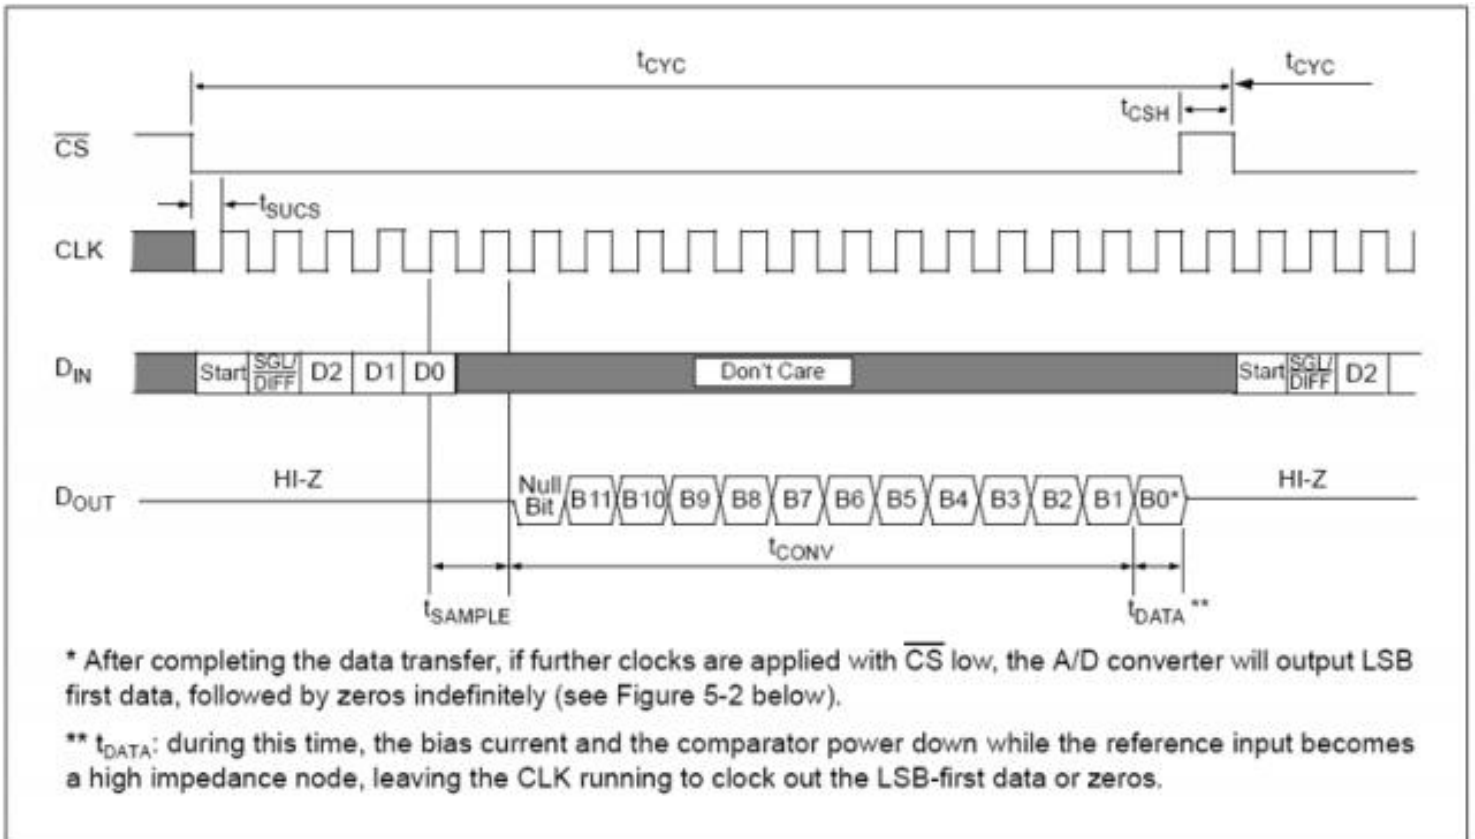 tCYC tCYC
tCSH
CS
tSUCS
CLK
DIN Start SGL/DIFF D2 D1 D0 Don't Care Start SGL/DIFF D2
DOUT HI-Z Null Bit B11 B10 B9 B8 B7 B6 B5 B4 B3 B2 B1 B0* HI-Z
tCONV
tSAMPLE tDATA **
* After completing the data transfer, if further clocks are applied with CS low, the A/D converter will output LSB
first data, followed by zeros indefinitely (see Figure 5-2 below).
** tDATA: during this time, the bias current and the comparator power down while the reference input becomes
a high impedance node, leaving the CLK running to clock out the LSB-first data or zeros.